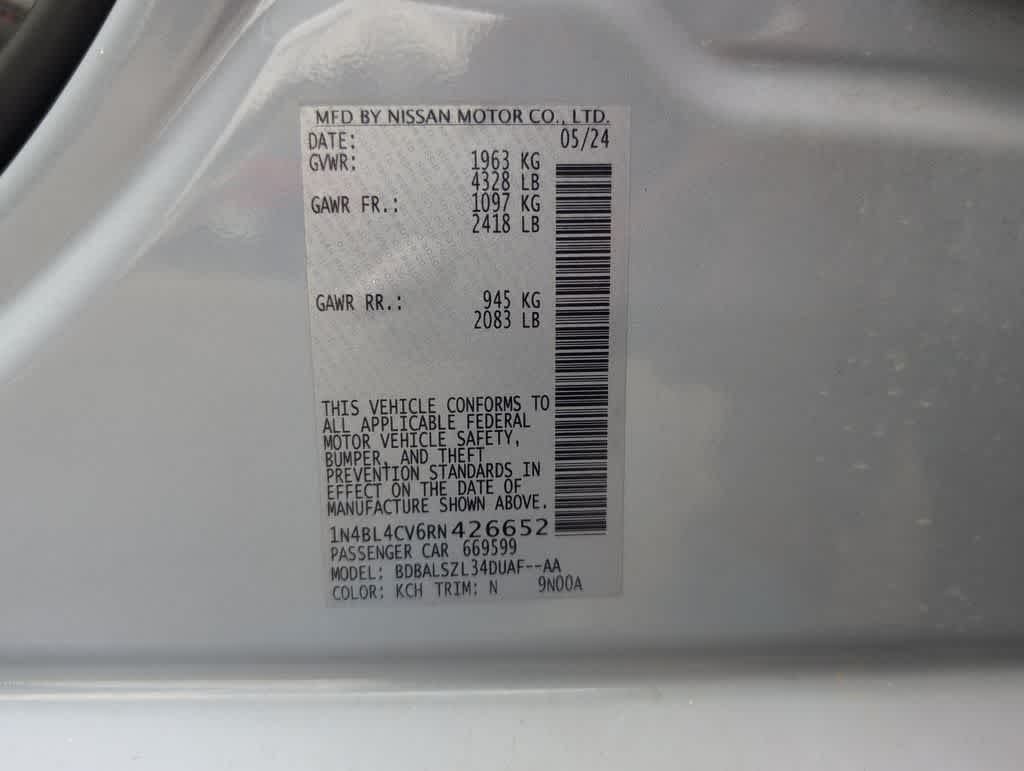 MFD BY NISSAN MOTOR CO., LTD.
DATE: 05/24
GVWR: 1963 KG
4328 LB
GAWR FR.: 1097 KG
2418 LB
GAWR RR.: 945 KG
2083 LB
THIS VEHICLE CONFORMS TO
ALL APPLICABLE FEDERAL
MOTOR VEHICLE SAFETY,
BUMPER, AND THEFT
PREVENTION STANDARDS IN
EFFECT ON THE DATE OF
MANUFACTURE SHOWN ABOVE.
1N4BL4CV6RN426652
PASSENGER CAR 669599
MODEL: BDBALSZL34DUAF--AA
COLOR: KCH TRIM: N 9N00A